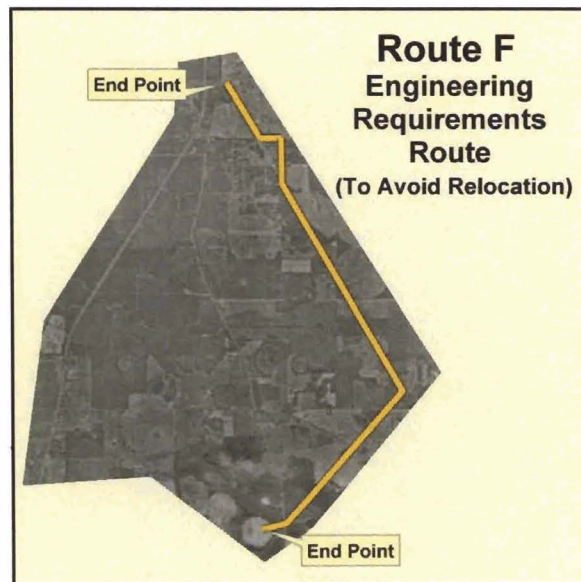 Route F
Engineering
Requirements
Route
(To Avoid Relocation)
End Point
End Point